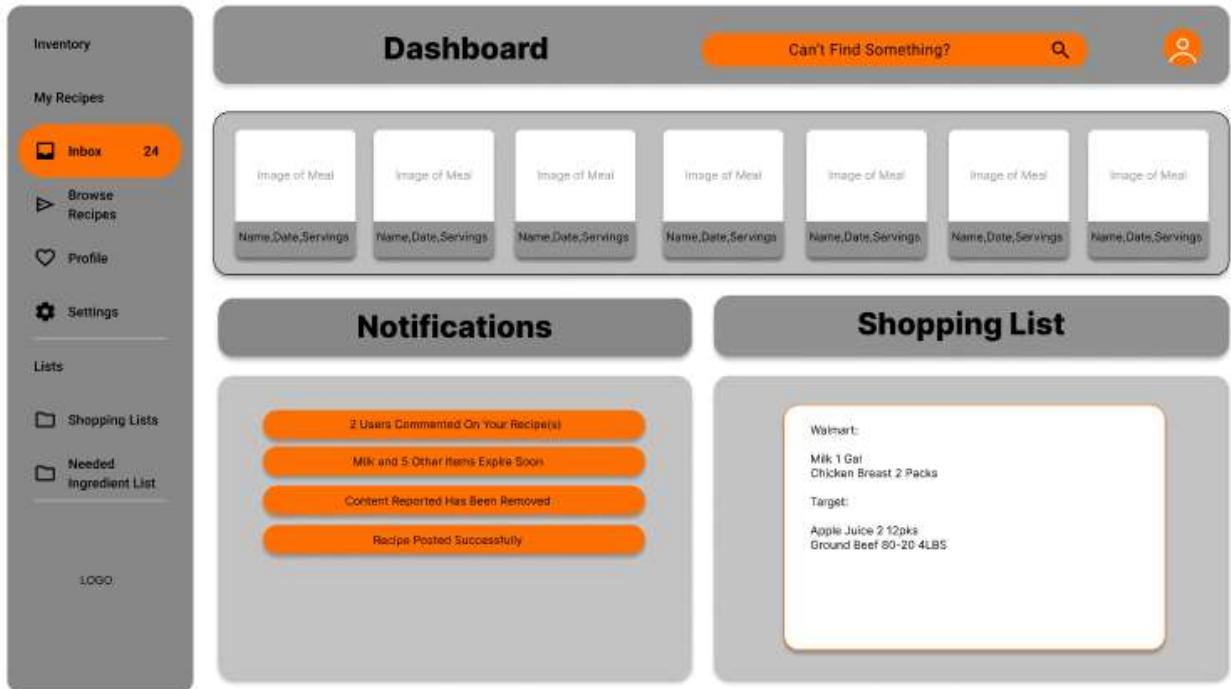 Inventory
My Recipes
Inbox 24
Browse
Recipes
Profile
Settings
Lists
Shopping Lists
Needed
Ingredient List
LOGO
Dashboard
Can't Find Something?
Image of Meal
Name,Date,Servings
Image of Meal
Name,Date,Servings
Image of Meal
Name,Date,Servings
Image of Meal
Name,Date,Servings
Image of Meal
Name,Date,Servings
Image of Meal
Name,Date,Servings
Image of Meal
Name,Date,Servings
Notifications
2 Users Commented On Your Recipe(s)
Milk and 5 Other Items Expire Soon
Content Reported Has Been Removed
Recipe Posted Successfully
Shopping List
Walmart:
Milk 1 Gal
Chicken Breast 2 Packs
Target:
Apple Juice 2 12pks
Ground Beef 80-20 4LBS